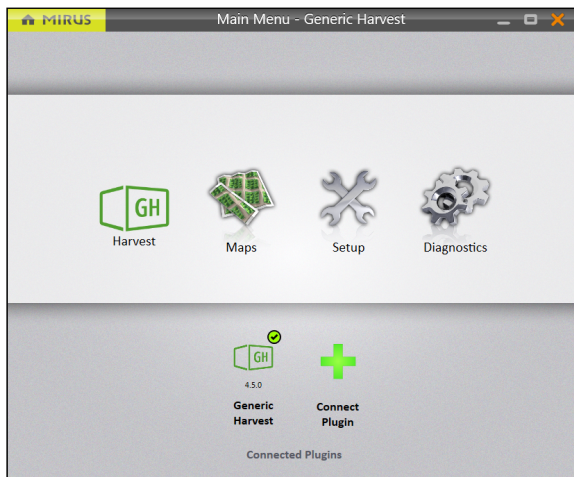 MIRUS
Main Menu - Generic Harvest
GH
Harvest
Maps
Setup
Diagnostics
GH
4.5.0
Generic
Harvest
Connect
Plugin
Connected Plugins